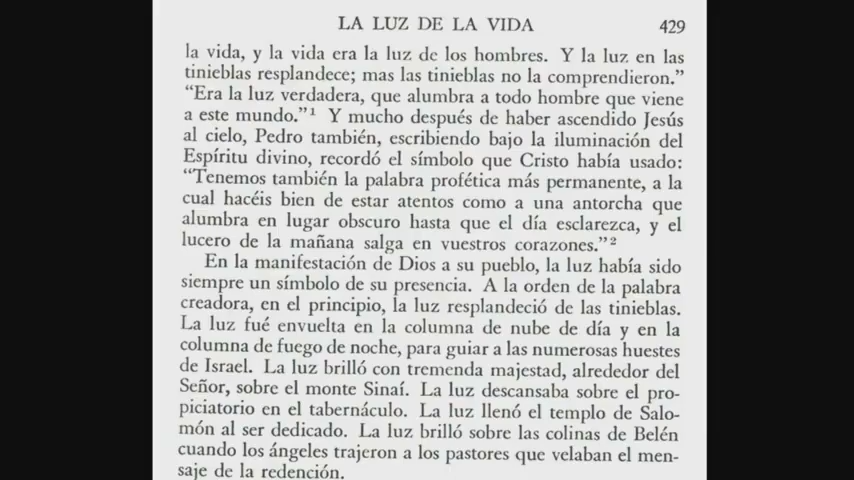 LA LUZ DE LA VIDA 429
la vida, y la vida era la luz de los hombres. Y la luz en las
tinieblas resplandece; mas las tinieblas no la comprendieron.”
“Era la luz verdadera, que alumbra a todo hombre que viene
a este mundo.”¹ Y mucho después de haber ascendido Jesús
al cielo, Pedro también, escribiendo bajo la iluminación del
Espíritu divino, recordó el símbolo que Cristo había usado:
“Tenemos también la palabra profética más permanente, a la
cual hacéis bien de estar atentos como a una antorcha que
alumbra en lugar obscuro hasta que el día esclarezca, y el
lucero de la mañana salga en vuestros corazones.”²
En la manifestación de Dios a su pueblo, la luz había sido
siempre un símbolo de su presencia. A la orden de la palabra
creadora, en el principio, la luz resplandeció de las tinieblas.
La luz fué envuelta en la columna de nube de día y en la
columna de fuego de noche, para guiar a las numerosas huestes
de Israel. La luz brilló con tremenda majestad, alrededor del
Señor, sobre el monte Sinaí. La luz descansaba sobre el pro-
piciatorio en el tabernáculo. La luz llenó el templo de Salo-
món al ser dedicado. La luz brilló sobre las colinas de Belén
cuando los ángeles trajeron a los pastores que velaban el men-
saje de la redención.